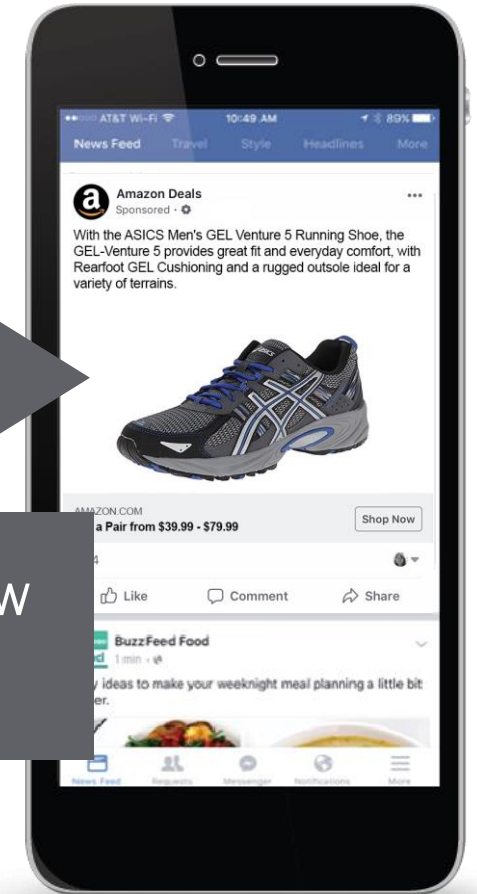 AT&T Wi-Fi 10:49 AM 89%
News Feed Travel Style Headlines More
a Amazon Deals
Sponsored ·
With the ASICS Men's GEL Venture 5 Running Shoe, the
GEL-Venture 5 provides great fit and everyday comfort, with
Rearfoot GEL Cushioning and a rugged outsole ideal for a
variety of terrains.
AMAZON.COM
a Pair from $39.99 - $79.99
Shop Now
4
Like Comment Share
W
BuzzFeed Food
1 min ·
ideas to make your weeknight meal planning a little bit
News Feed Requests Messenger Notifications More